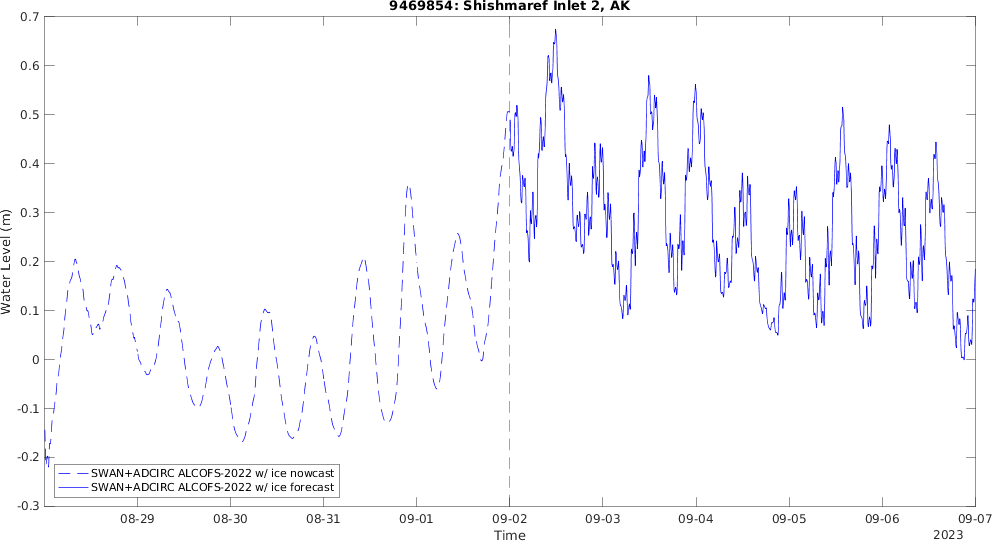 9469854: Shishmaref Inlet 2, AK
0.7
0.6
0.5
0.4
0.3
0.2
0.1
0
-0.1
-0.2
-0.3
Water Level (m)
SWAN+ADCIRC ALCOFS-2022 w/ ice nowcast
SWAN+ADCIRC ALCOFS-2022 w/ ice forecast
08-29 08-30 08-31 09-01 09-02 09-03 09-04 09-05 09-06 09-07
Time
2023